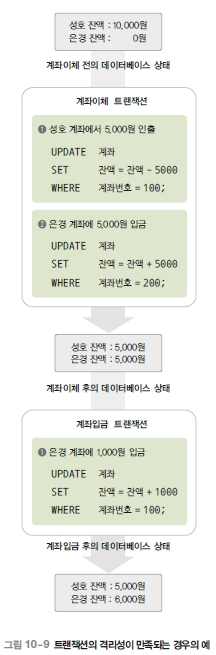 성호 잔액 : 10,000원
은경 잔액 : 0원
계좌이체 전의 데이터베이스 상태
계좌이체 트랜잭션
❶ 성호 계좌에서 5,000원 인출
UPDATE 계좌
SET 잔액 = 잔액 - 5000
WHERE 계좌번호 = 100;
❷ 은경 계좌에 5,000원 입금
UPDATE 계좌
SET 잔액 = 잔액 + 5000
WHERE 계좌번호 = 200;
성호 잔액 : 5,000원
은경 잔액 : 5,000원
계좌이체 후의 데이터베이스 상태
계좌입금 트랜잭션
❶ 은경 계좌에 1,000원 입금
UPDATE 계좌
SET 잔액 = 잔액 + 1000
WHERE 계좌번호 = 100;
계좌입금 후의 데이터베이스 상태
성호 잔액 : 5,000원
은경 잔액 : 6,000원
그림 10-9 트랜잭션의 격리성이 만족되는 경우의 예